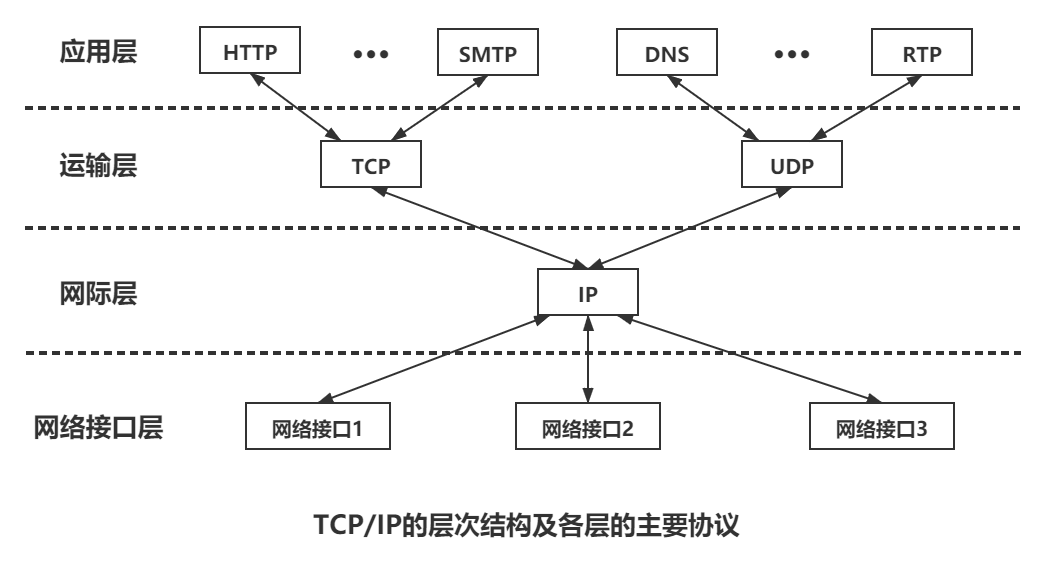 应用层 HTTP ••• SMTP DNS ••• RTP
运输层 TCP UDP
网际层 IP
网络接口层 网络接口1 网络接口2 网络接口3
TCP/IP的层次结构及各层的主要协议